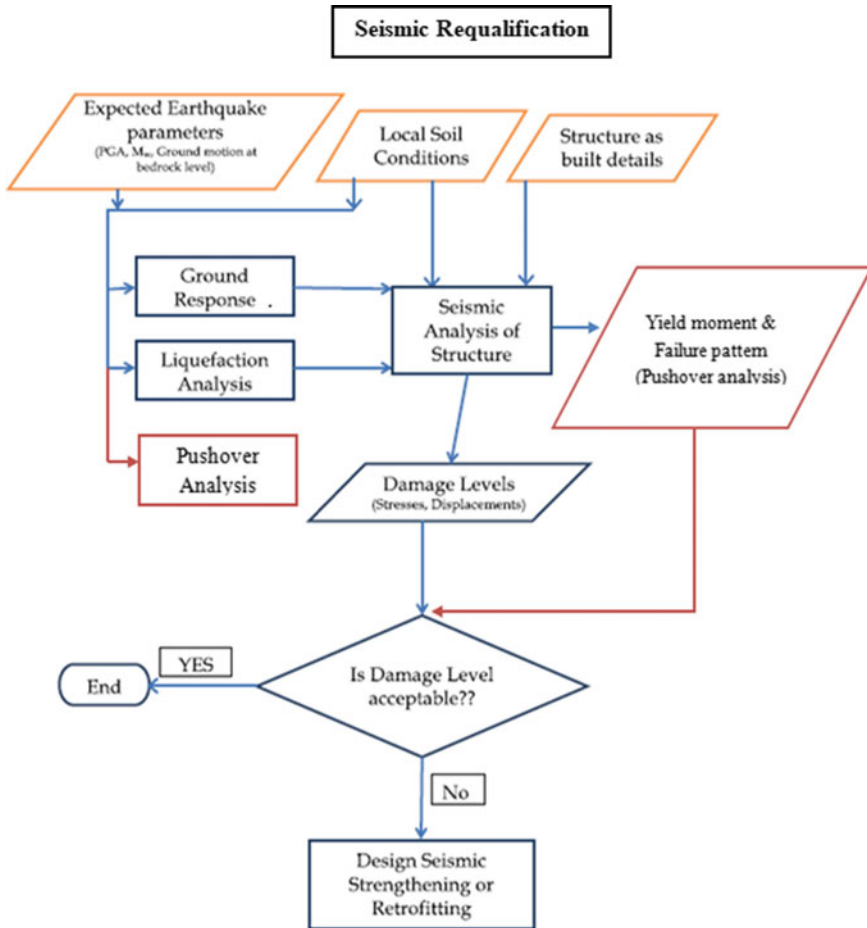 Seismic Requalification
Expected Earthquake
parameters
(PGA, Mw, Ground motion at
bedrock level)
Local Soil
Conditions
Structure as
built details
Ground
Response .
Seismic
Analysis of
Structure
Yield moment &
Failure pattern
(Pushover analysis)
Liquefaction
Analysis
Pushover
Analysis
Damage Levels
(Stresses, Displacements)
YES
End
Is Damage Level
acceptable??
No
Design Seismic
Strengthening or
Retrofitting